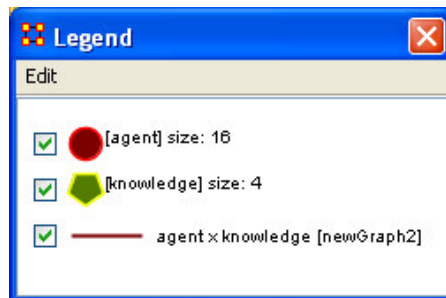 Legend
Edit
[agent] size: 16
[knowledge] size: 4
agent x knowledge [newGraph2]